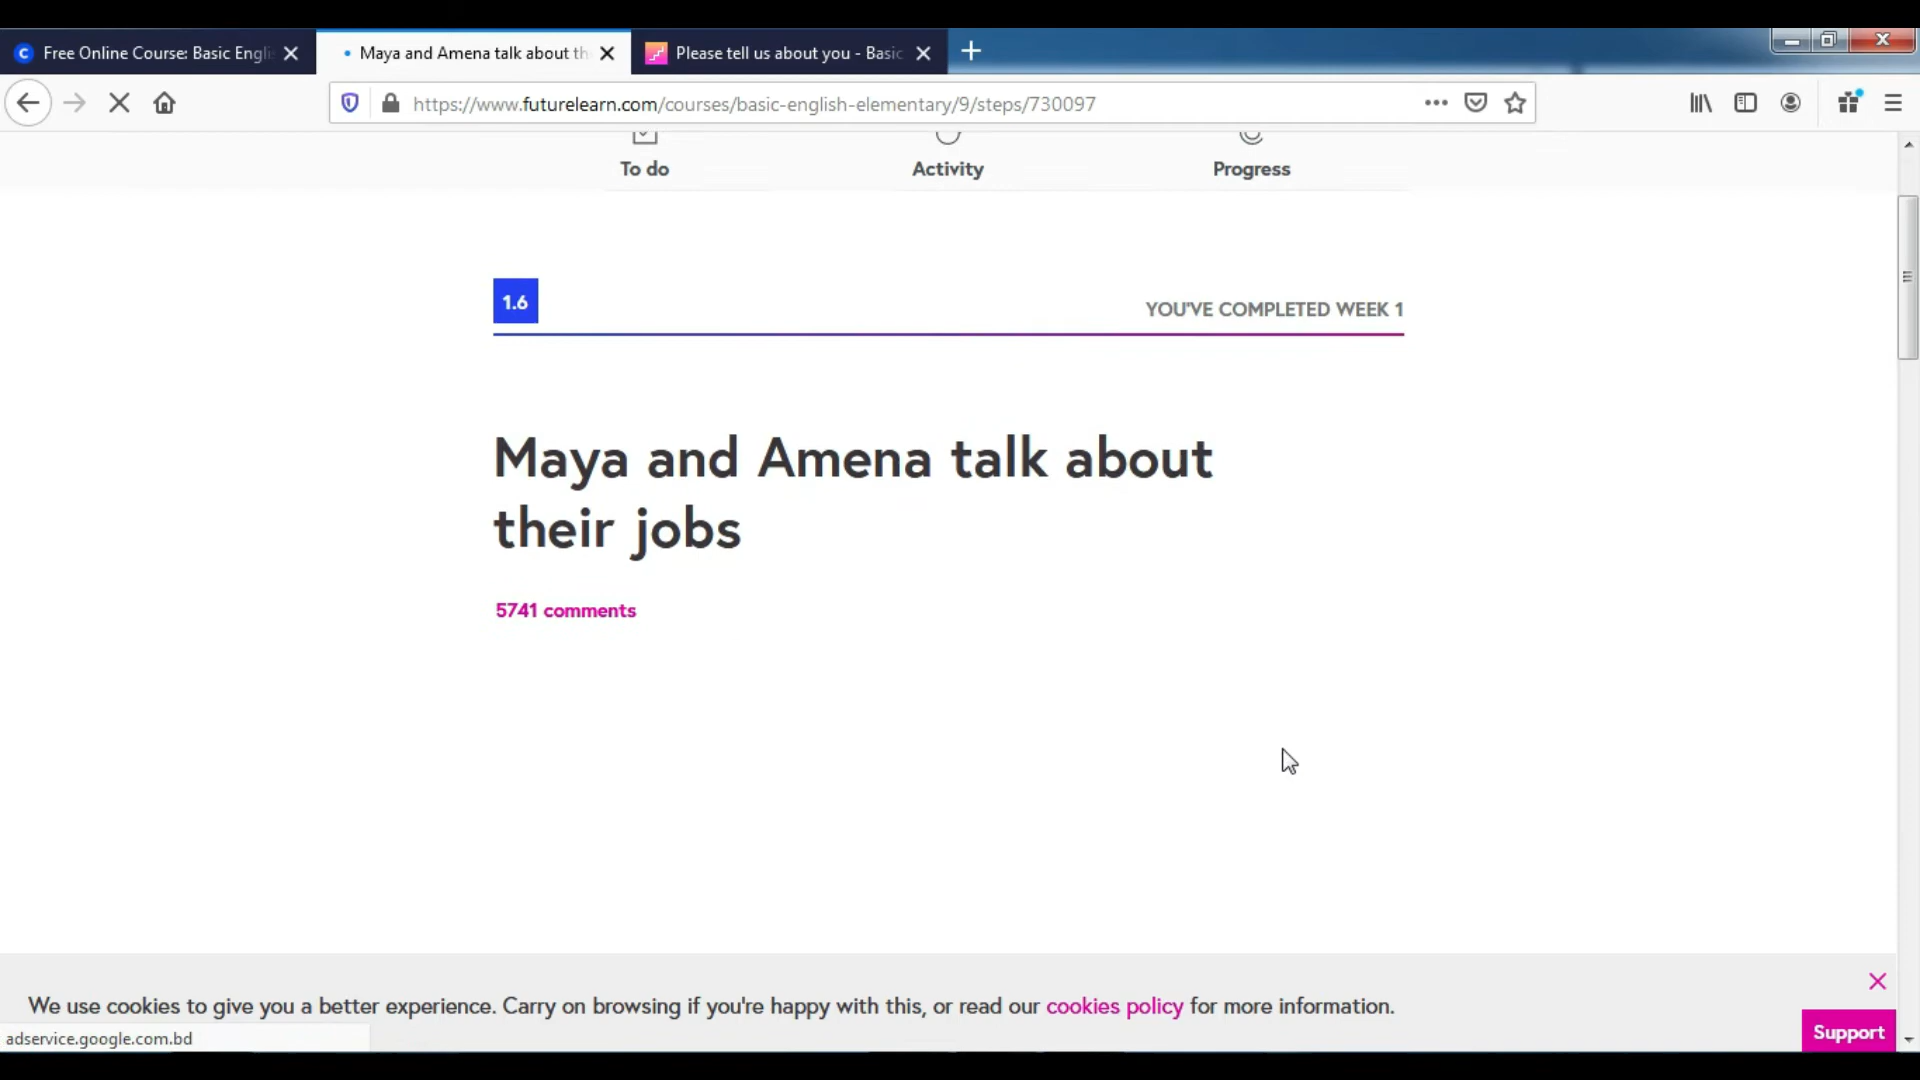 Free Online Course: Basic Engli
Maya and Amena talk about th
Please tell us about you - Basic
https://www.futurelearn.com/courses/basic-english-elementary/9/steps/730097
To do
Activity
Progress
1.6
YOU'VE COMPLETED WEEK 1
Maya and Amena talk about
their jobs
5741 comments
We use cookies to give you a better experience. Carry on browsing if you're happy with this, or read our cookies policy for more information.
adservice.google.com.bd
Support